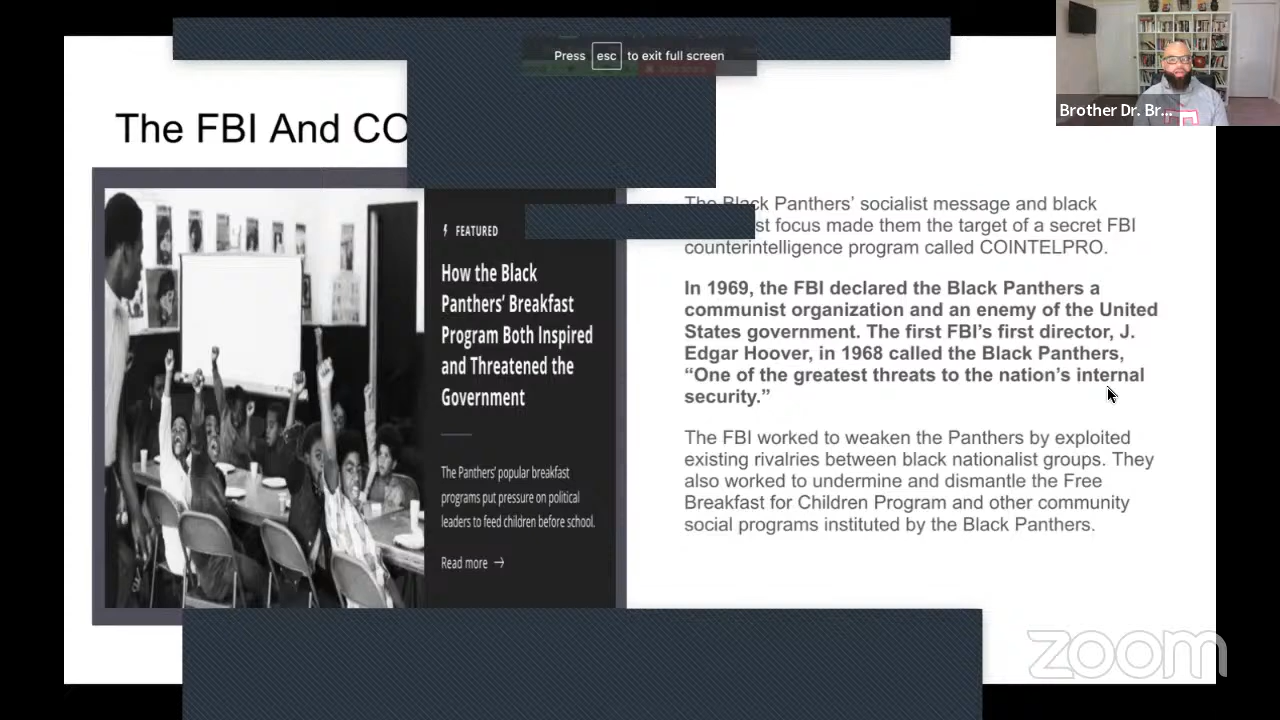 Press esc to exit full screen
Brother Dr. Br...
The FBI And CO
FEATURED
How the Black
Panthers’ Breakfast
Program Both Inspired
and Threatened the
Government
The Panthers’ popular breakfast
programs put pressure on political
leaders to feed children before school.
Read more →
The Black Panthers’ socialist message and black
st focus made them the target of a secret FBI
counterintelligence program called COINTELPRO.
In 1969, the FBI declared the Black Panthers a
communist organization and an enemy of the United
States government. The first FBI’s first director, J.
Edgar Hoover, in 1968 called the Black Panthers,
“One of the greatest threats to the nation’s internal
security.”
The FBI worked to weaken the Panthers by exploited
existing rivalries between black nationalist groups. They
also worked to undermine and dismantle the Free
Breakfast for Children Program and other community
social programs instituted by the Black Panthers.
zoom